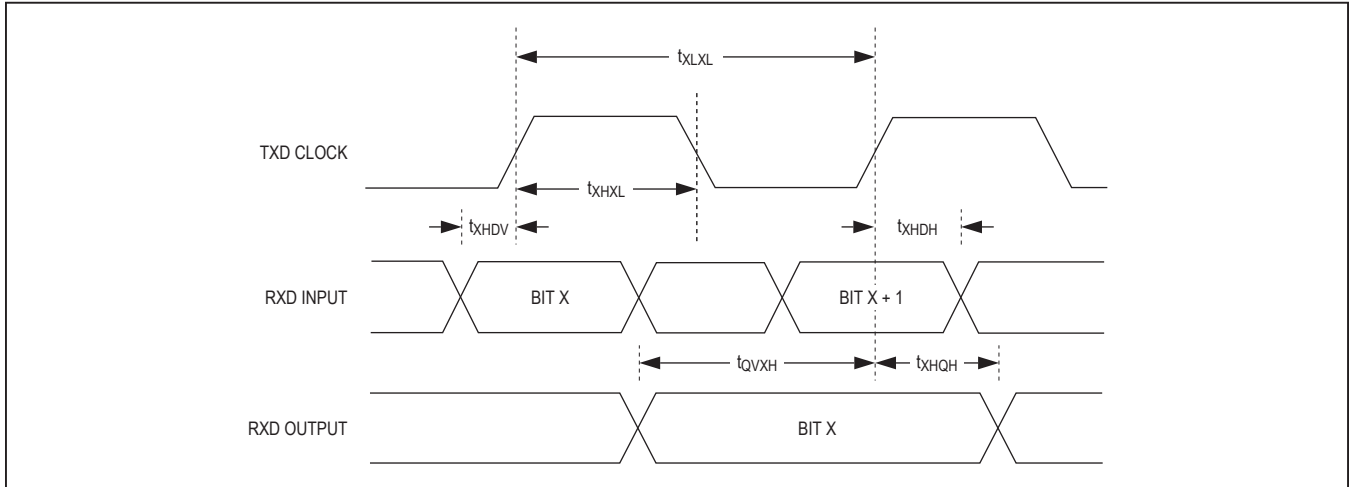 tXLXL
TXD CLOCK
tXHXL
tXHDV
tXHDH
RXD INPUT
BIT X
BIT X + 1
tQVXH
tXHQH
RXD OUTPUT
BIT X